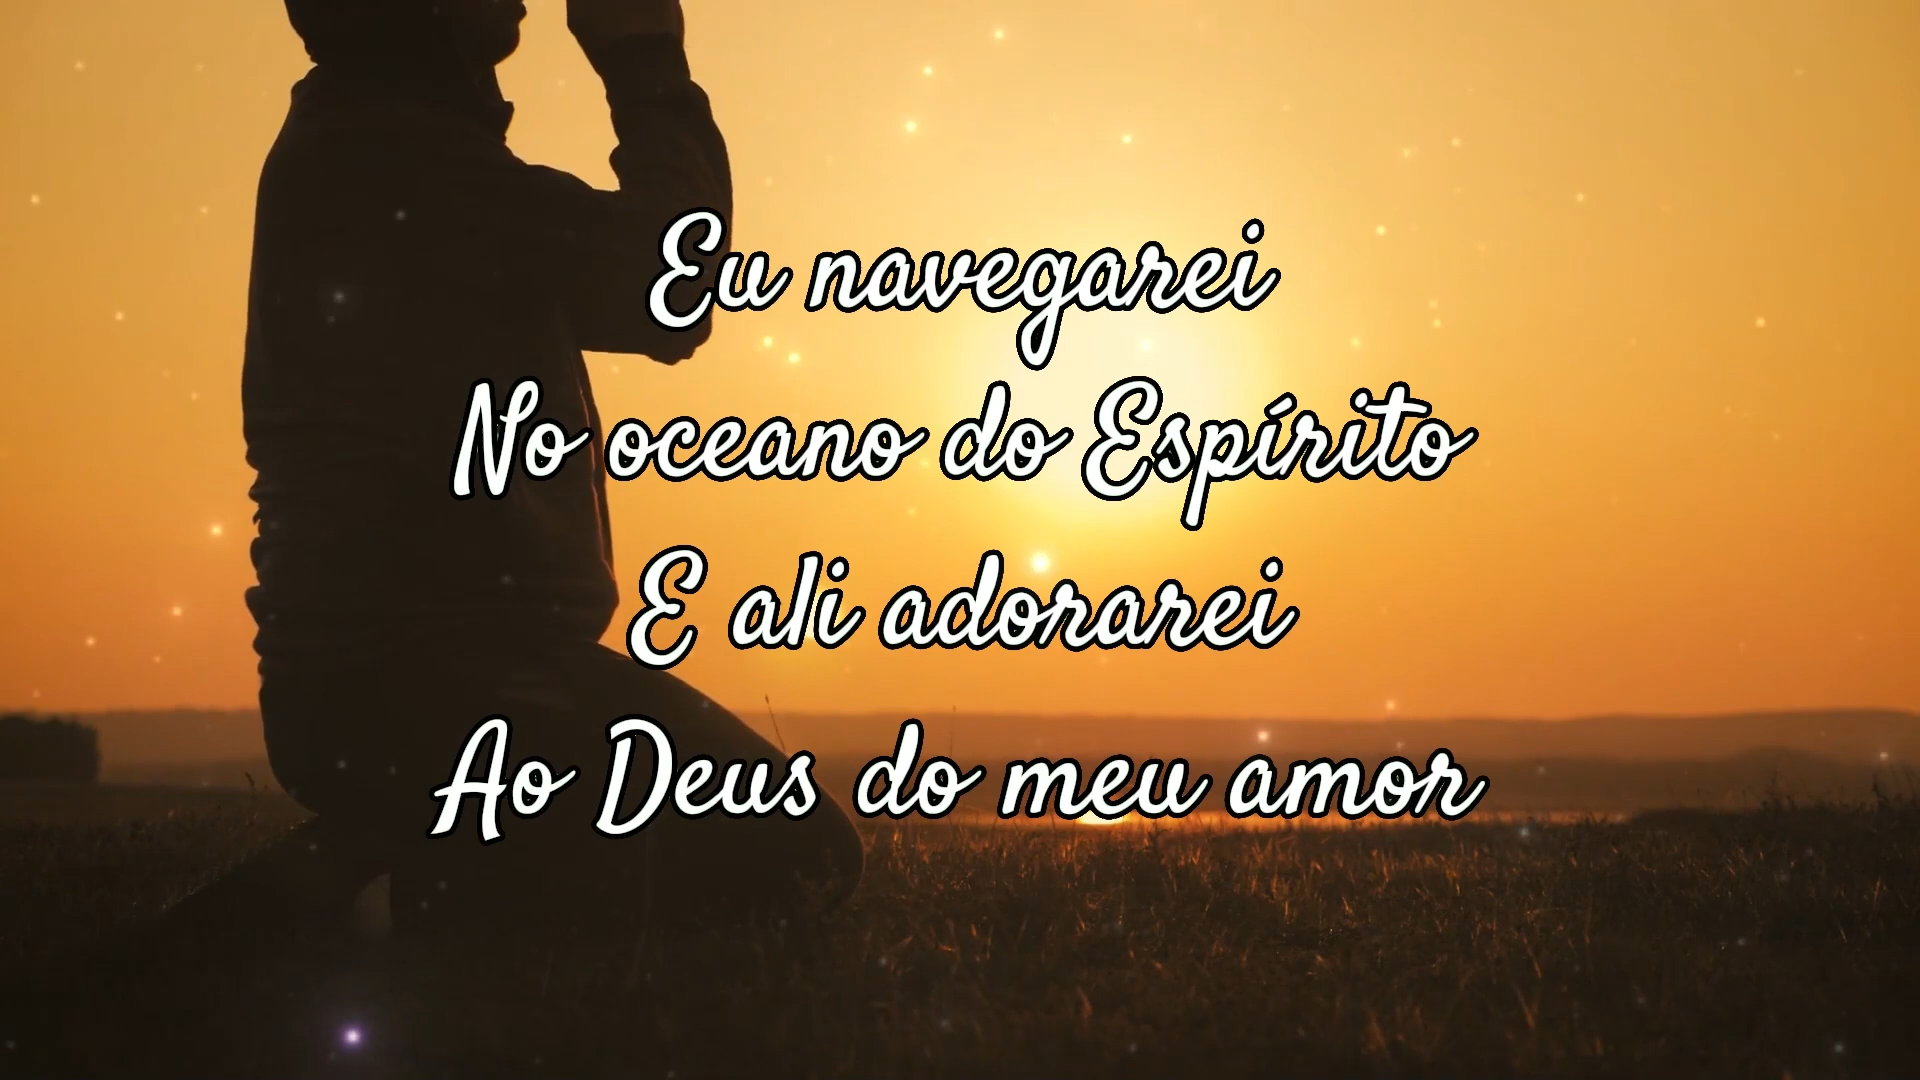 Eu navegarei
No oceano do Espírito
E ali adorarei
Ao Deus do meu amor